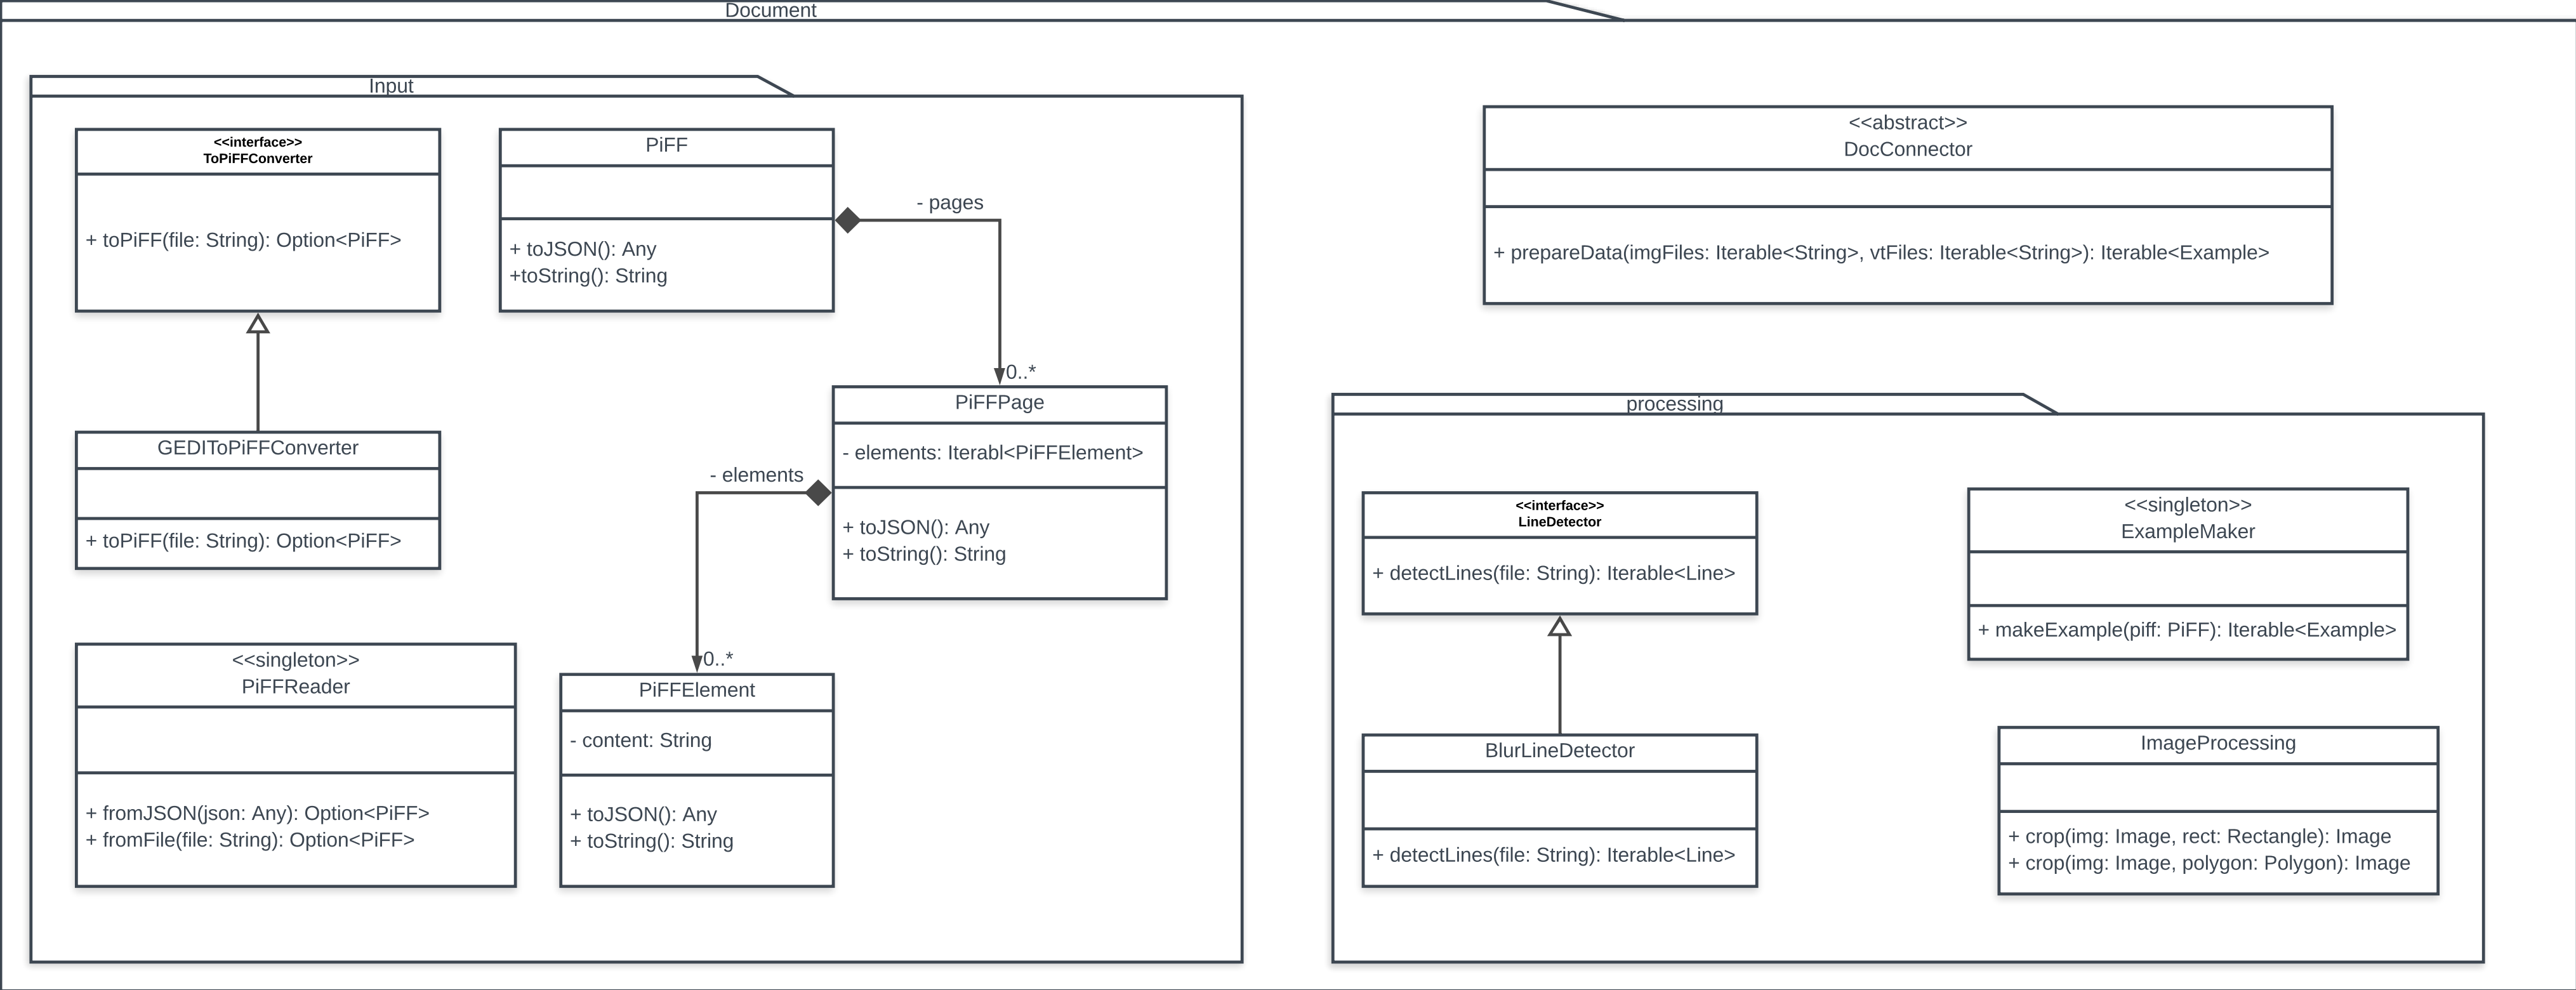 Document
Input
<<interface>>
ToPiFFConverter
+ toPiFF(file: String): Option<PiFF>
PiFF
+ toJSON(): Any
+toString(): String
- pages
0..*
GEDIToPiFFConverter
+ toPiFF(file: String): Option<PiFF>
PiFFPage
- elements: Iterabl<PiFFElement>
+ toJSON(): Any
+ toString(): String
- elements
0..*
<<singleton>>
PiFFReader
+ fromJSON(json: Any): Option<PiFF>
+ fromFile(file: String): Option<PiFF>
PiFFElement
- content: String
+ toJSON(): Any
+ toString(): String
<<abstract>>
DocConnector
+ prepareData(imgFiles: Iterable<String>, vtFiles: Iterable<String>): Iterable<Example>
processing
<<interface>>
LineDetector
+ detectLines(file: String): Iterable<Line>
<<singleton>>
ExampleMaker
+ makeExample(piff: PiFF): Iterable<Example>
BlurLineDetector
+ detectLines(file: String): Iterable<Line>
ImageProcessing
+ crop(img: Image, rect: Rectangle): Image
+ crop(img: Image, polygon: Polygon): Image